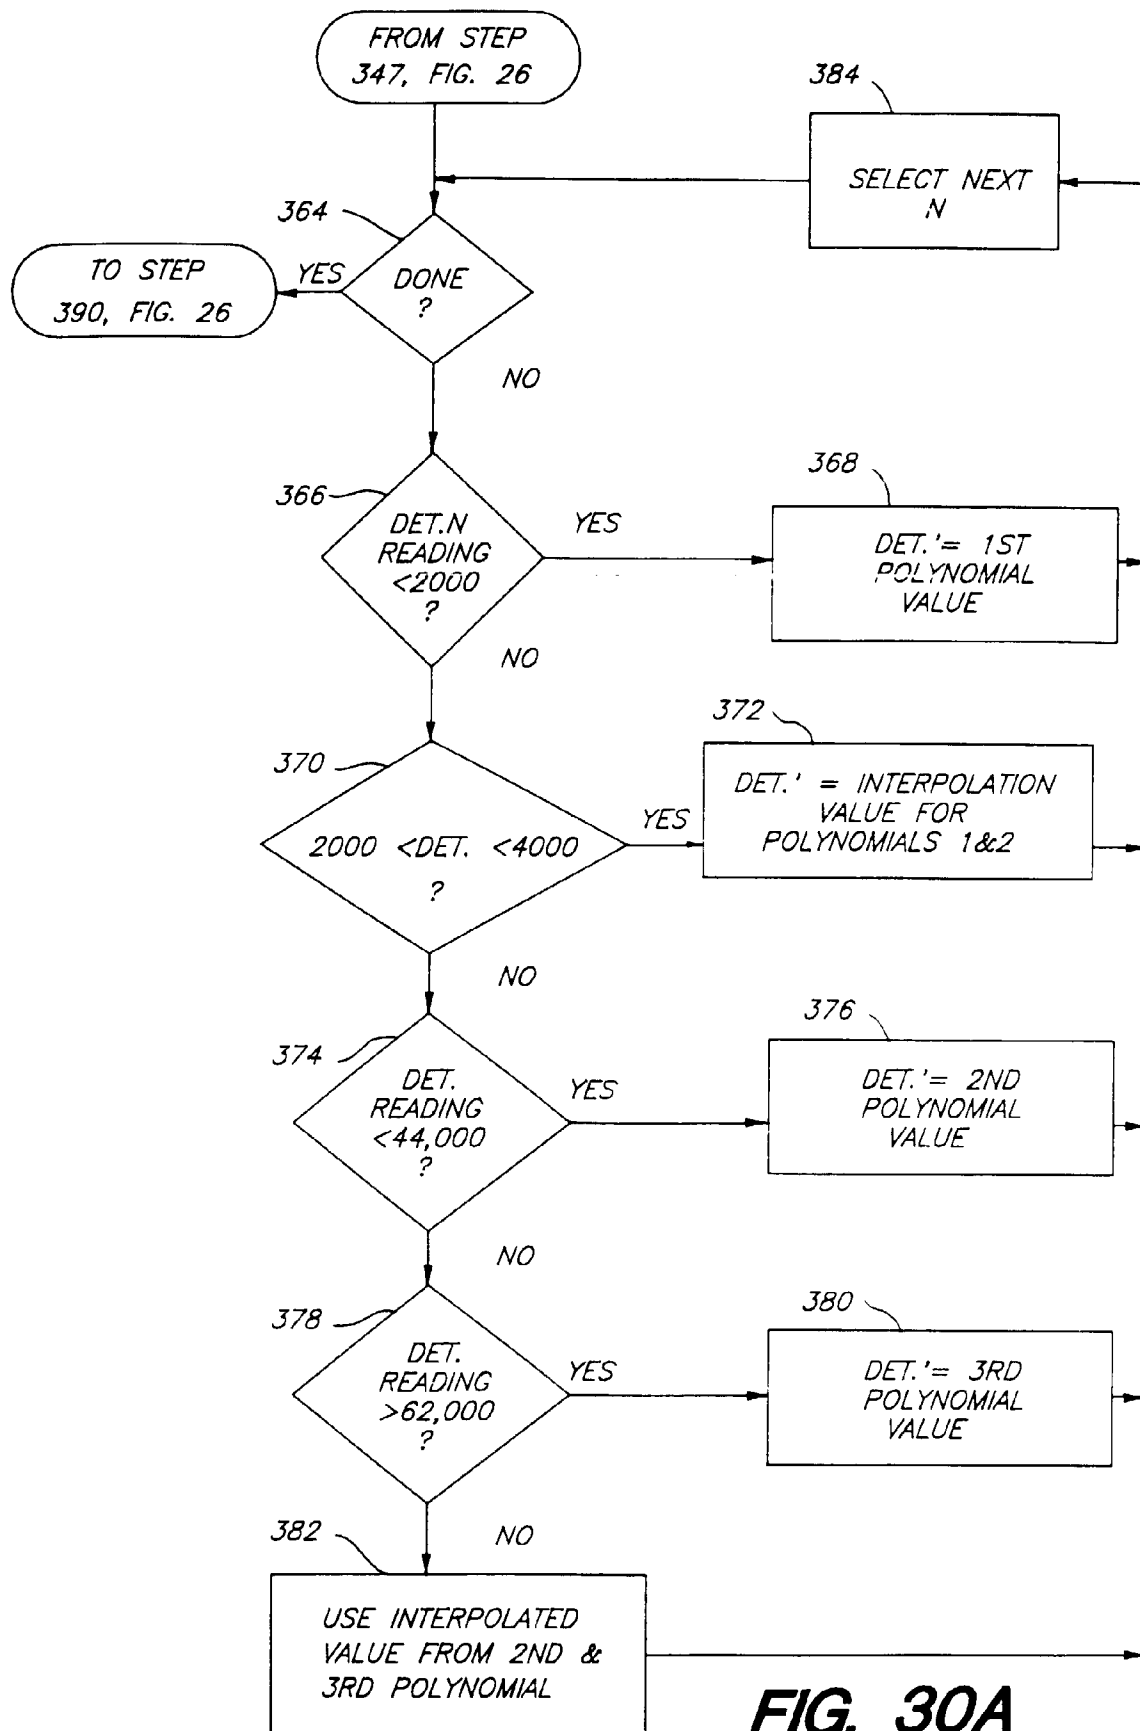 FROM STEP
347, FIG. 26
384
SELECT NEXT
N
364
TO STEP
390, FIG. 26
YES
DONE
?
NO
366
DET.N
READING
<2000
?
YES
368
DET.'= 1ST
POLYNOMIAL
VALUE
NO
370
2000 <DET. <4000
?
YES
372
DET.' = INTERPOLATION
VALUE FOR
POLYNOMIALS 1&2
NO
374
DET.
READING
<44,000
?
YES
376
DET.'= 2ND
POLYNOMIAL
VALUE
NO
378
DET.
READING
>62,000
?
YES
380
DET.'= 3RD
POLYNOMIAL
VALUE
NO
382
USE INTERPOLATED
VALUE FROM 2ND &
3RD POLYNOMIAL
FIG. 30A